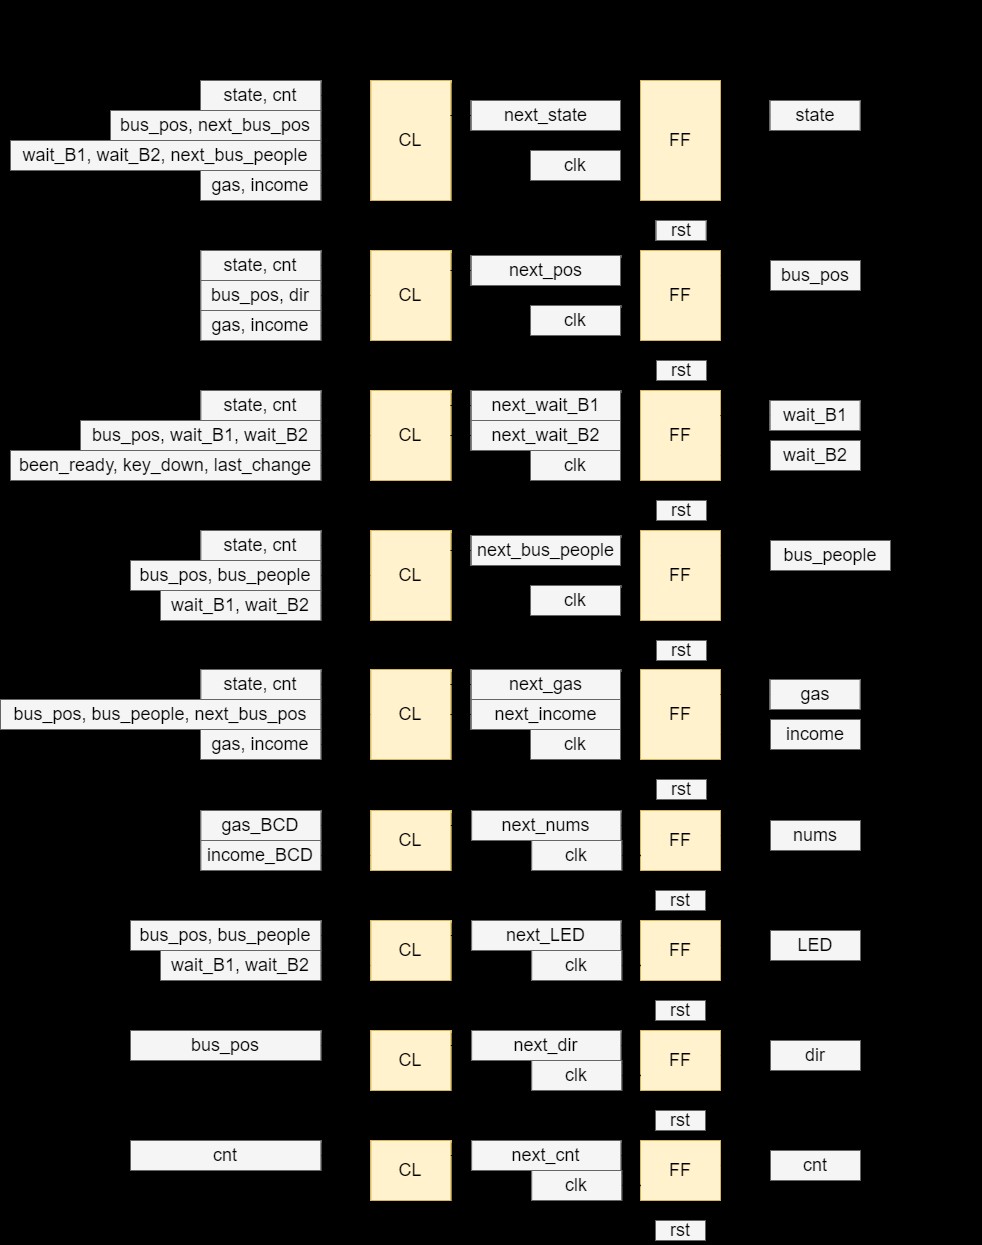 state, cnt
bus_pos, next_bus_pos
wait_B1, wait_B2, next_bus_people
gas, income
CL
next_state
clk
FF
rst
state
state, cnt
bus_pos, dir
gas, income
CL
next_pos
clk
FF
rst
bus_pos
state, cnt
bus_pos, wait_B1, wait_B2
been_ready, key_down, last_change
CL
next_wait_B1
next_wait_B2
clk
FF
rst
wait_B1
wait_B2
state, cnt
bus_pos, bus_people
wait_B1, wait_B2
CL
next_bus_people
clk
FF
rst
bus_people
state, cnt
bus_pos, bus_people, next_bus_pos
gas, income
CL
next_gas
next_income
clk
FF
rst
gas
income
gas_BCD
income_BCD
CL
next_nums
clk
FF
rst
nums
bus_pos, bus_people
wait_B1, wait_B2
CL
next_LED
clk
FF
rst
LED
bus_pos
CL
next_dir
clk
FF
rst
dir
cnt
CL
next_cnt
clk
FF
rst
cnt